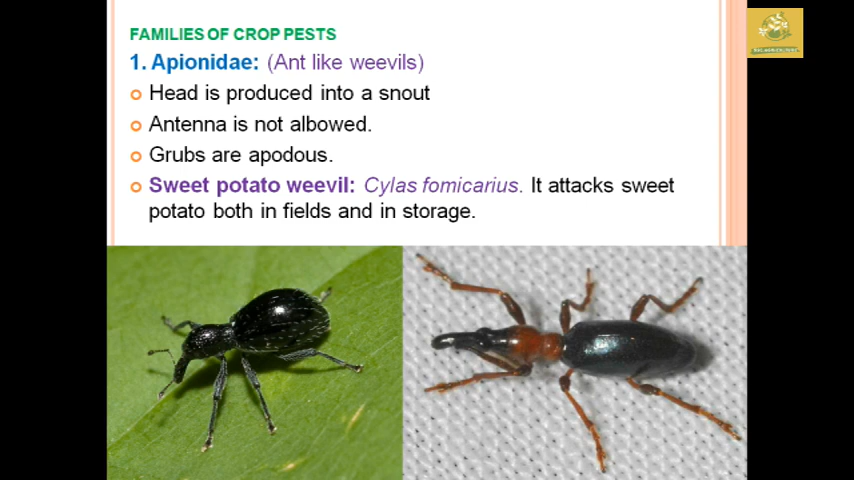 FAMILIES OF CROP PESTS
1. Apionidae: (Ant like weevils)
Head is produced into a snout
Antenna is not albowed.
Grubs are apodous.
Sweet potato weevil: Cylas fomicarius. It attacks sweet
potato both in fields and in storage.